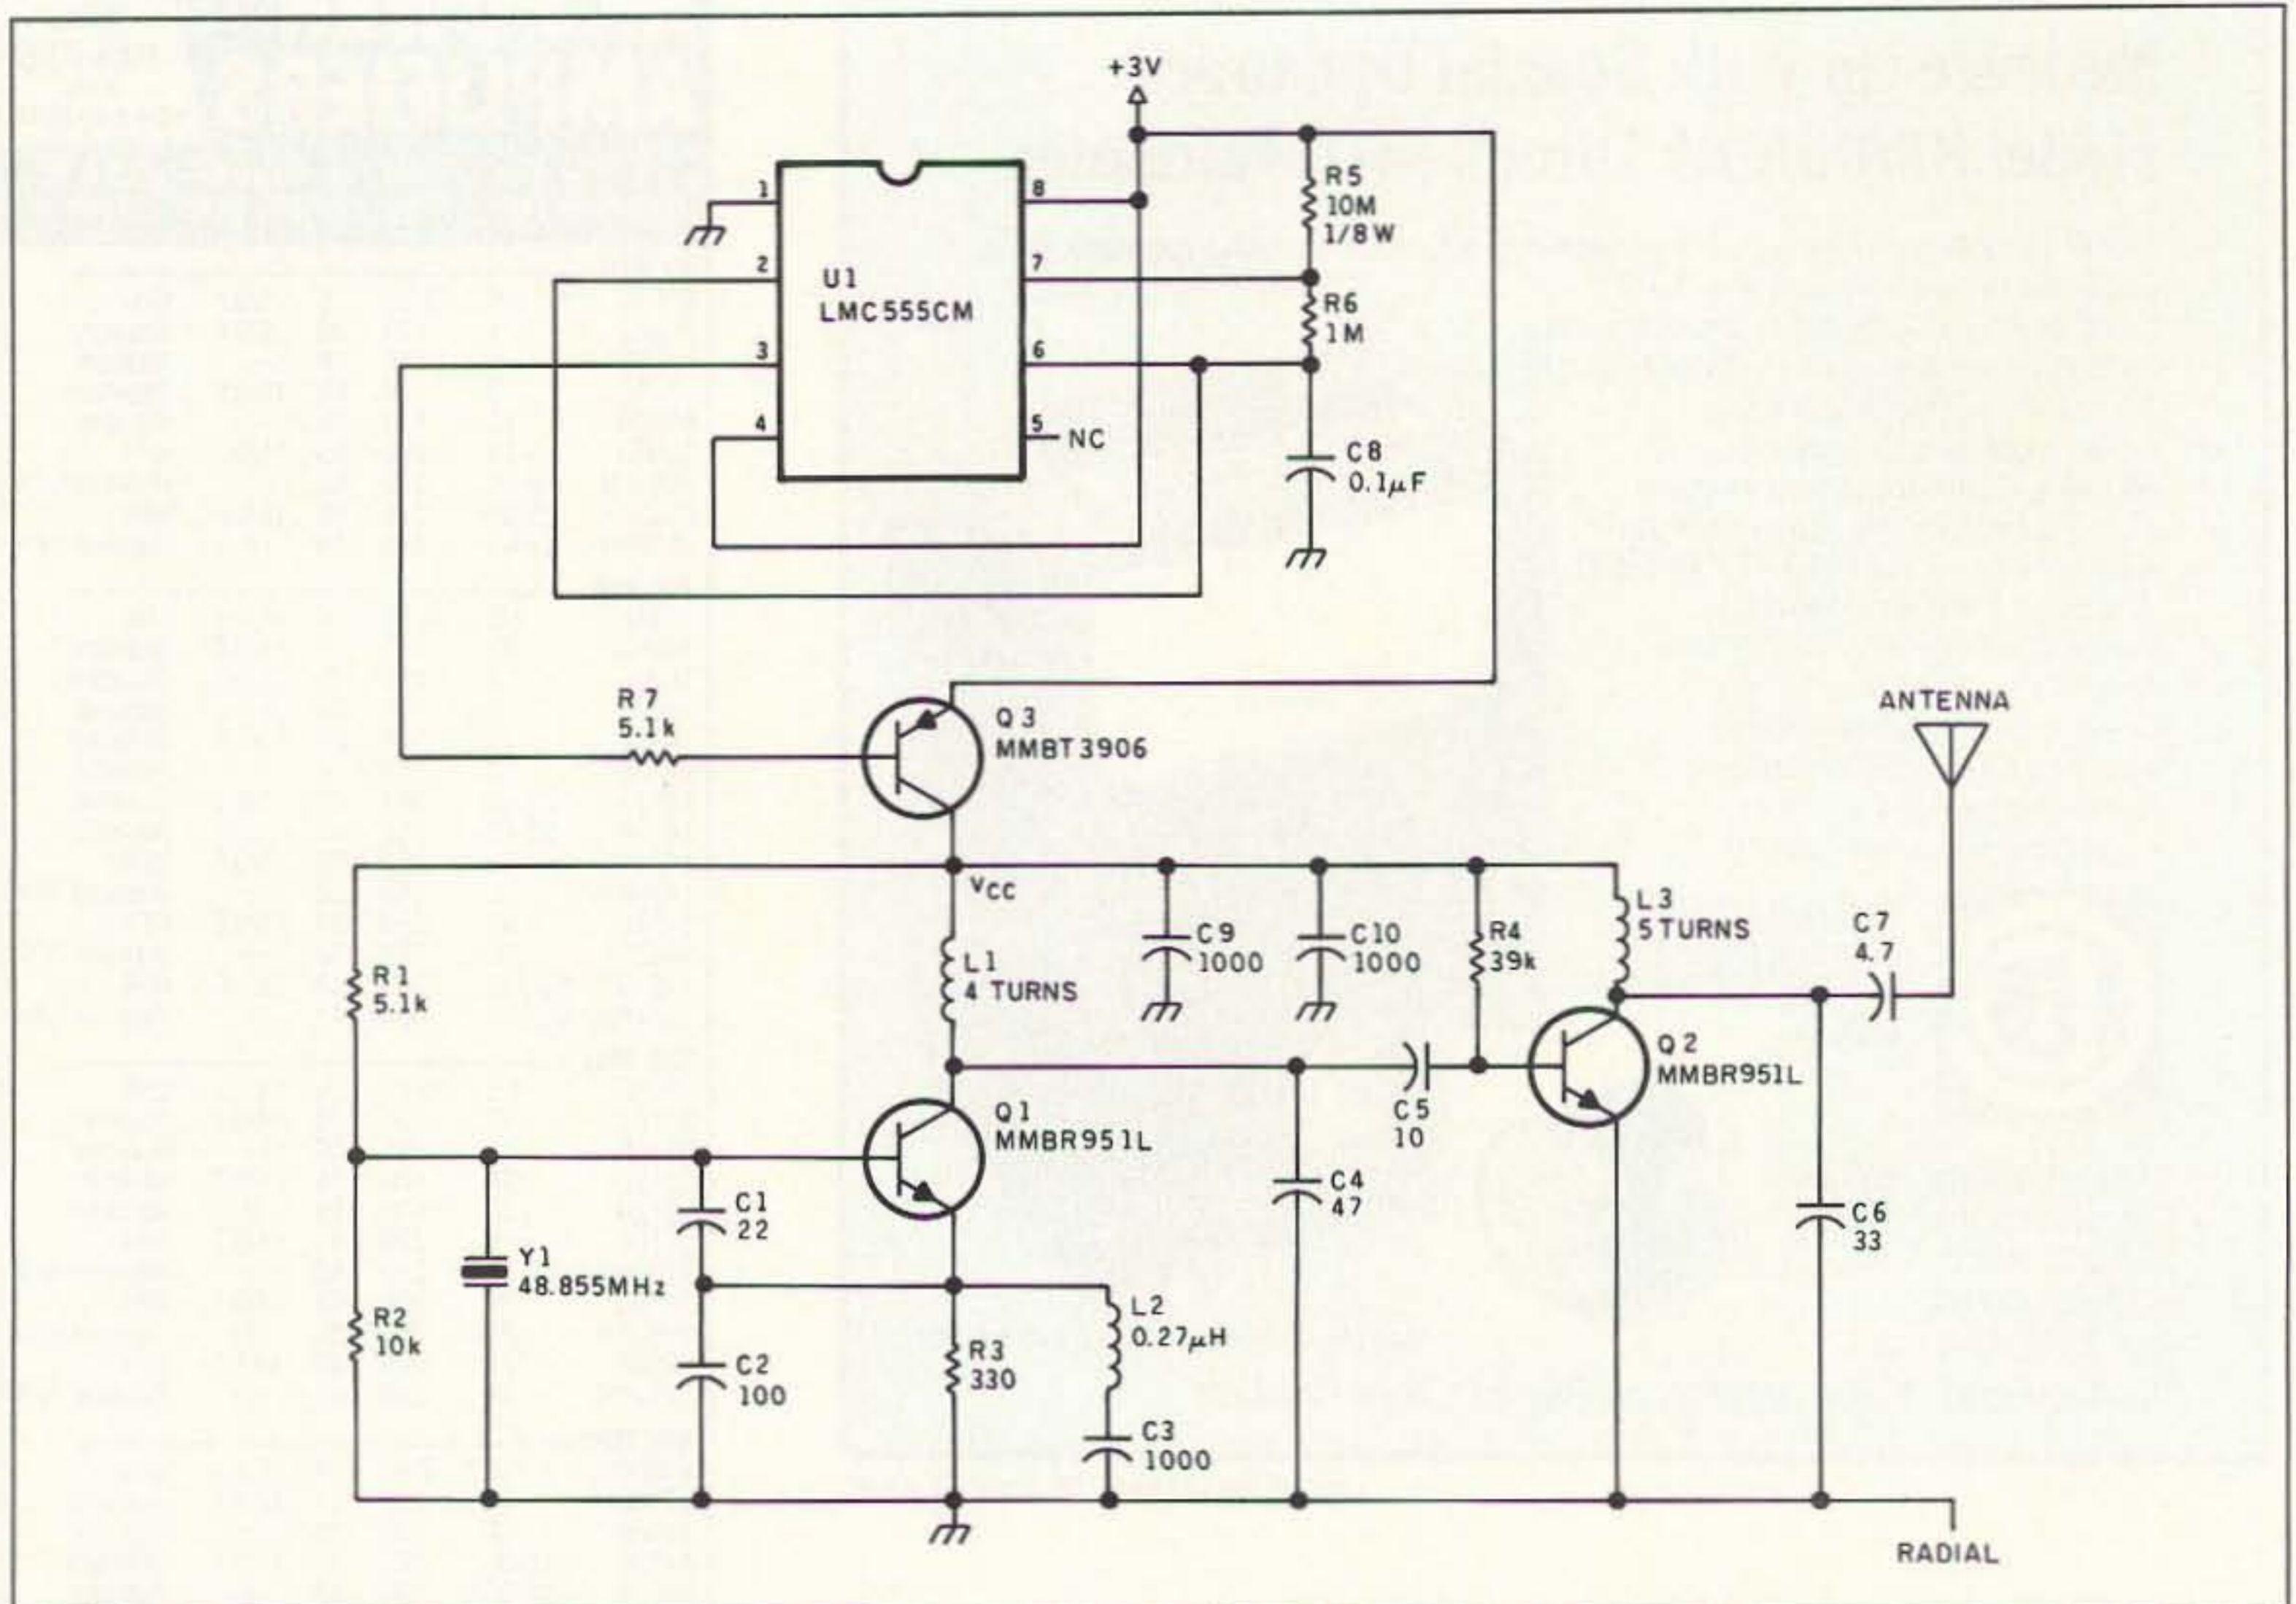 +3V
1
2
3
4
U1
LMC555CM
8
7
6
5
NC
R5
10M
1/8W
R6
1M
C8
0.1µF
R7
5.1k
Q3
MMBT3906
ANTENNA
VCC
L1
4 TURNS
C9
1000
C10
1000
R4
39k
L3
5 TURNS
C7
4.7
R1
5.1k
Q2
MMBR951L
Q1
MMBR951L
C5
10
C1
22
C4
47
C6
33
Y1
48.855MHz
R2
10k
C2
100
R3
330
L2
0.27µH
C3
1000
RADIAL